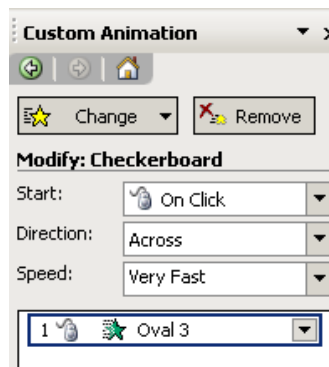 Custom Animation
Change Remove
Modify: Checkerboard
Start: On Click
Direction: Across
Speed: Very Fast
1 Oval 3